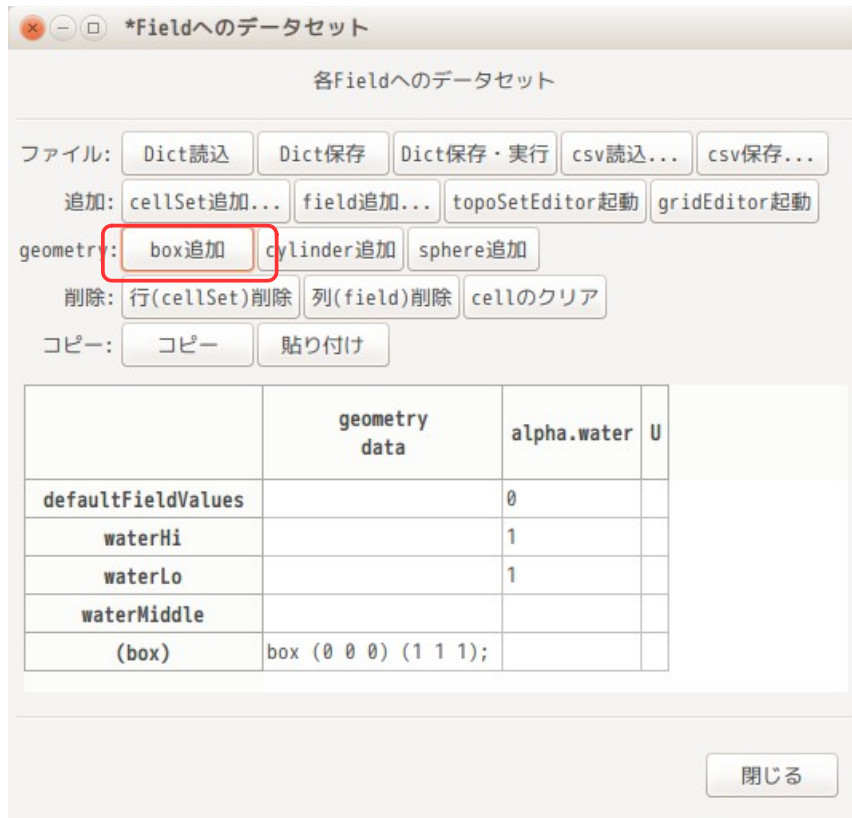 *Fieldへのデータセット
各Fieldへのデータセット
ファイル: Dict読込 Dict保存 Dict保存・実行 csv読込... csv保存...
追加: cellSet追加... field追加... topoSetEditor起動 gridEditor起動
geometry: box追加 cylinder追加 sphere追加
削除: 行(cellSet)削除 列(field)削除 cellのクリア
コピー: コピー 貼り付け
geometry
data alpha.water U
defaultFieldValues 0
waterHi 1
waterLo 1
waterMiddle
(box) box (0 0 0) (1 1 1);
閉じる